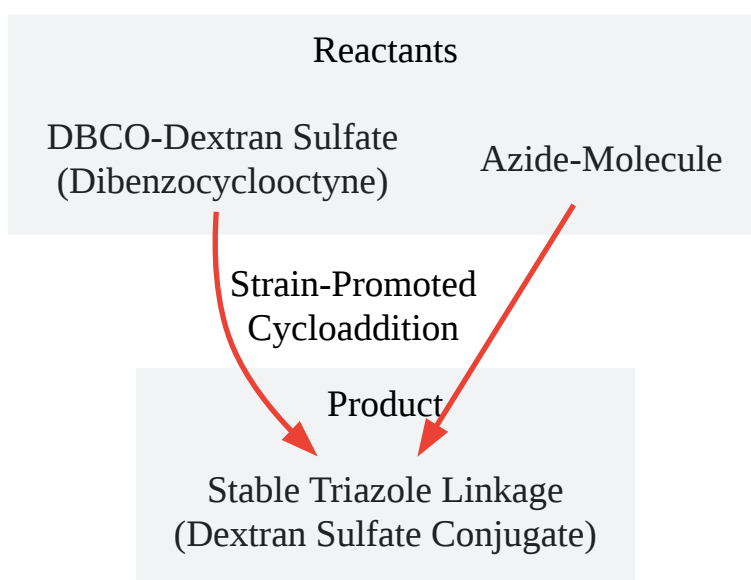 Reactants
DBCO-Dextran Sulfate
(Dibenzocyclooctyne)
Azide-Molecule
Strain-Promoted
Cycloaddition
Product
Stable Triazole Linkage
(Dextran Sulfate Conjugate)